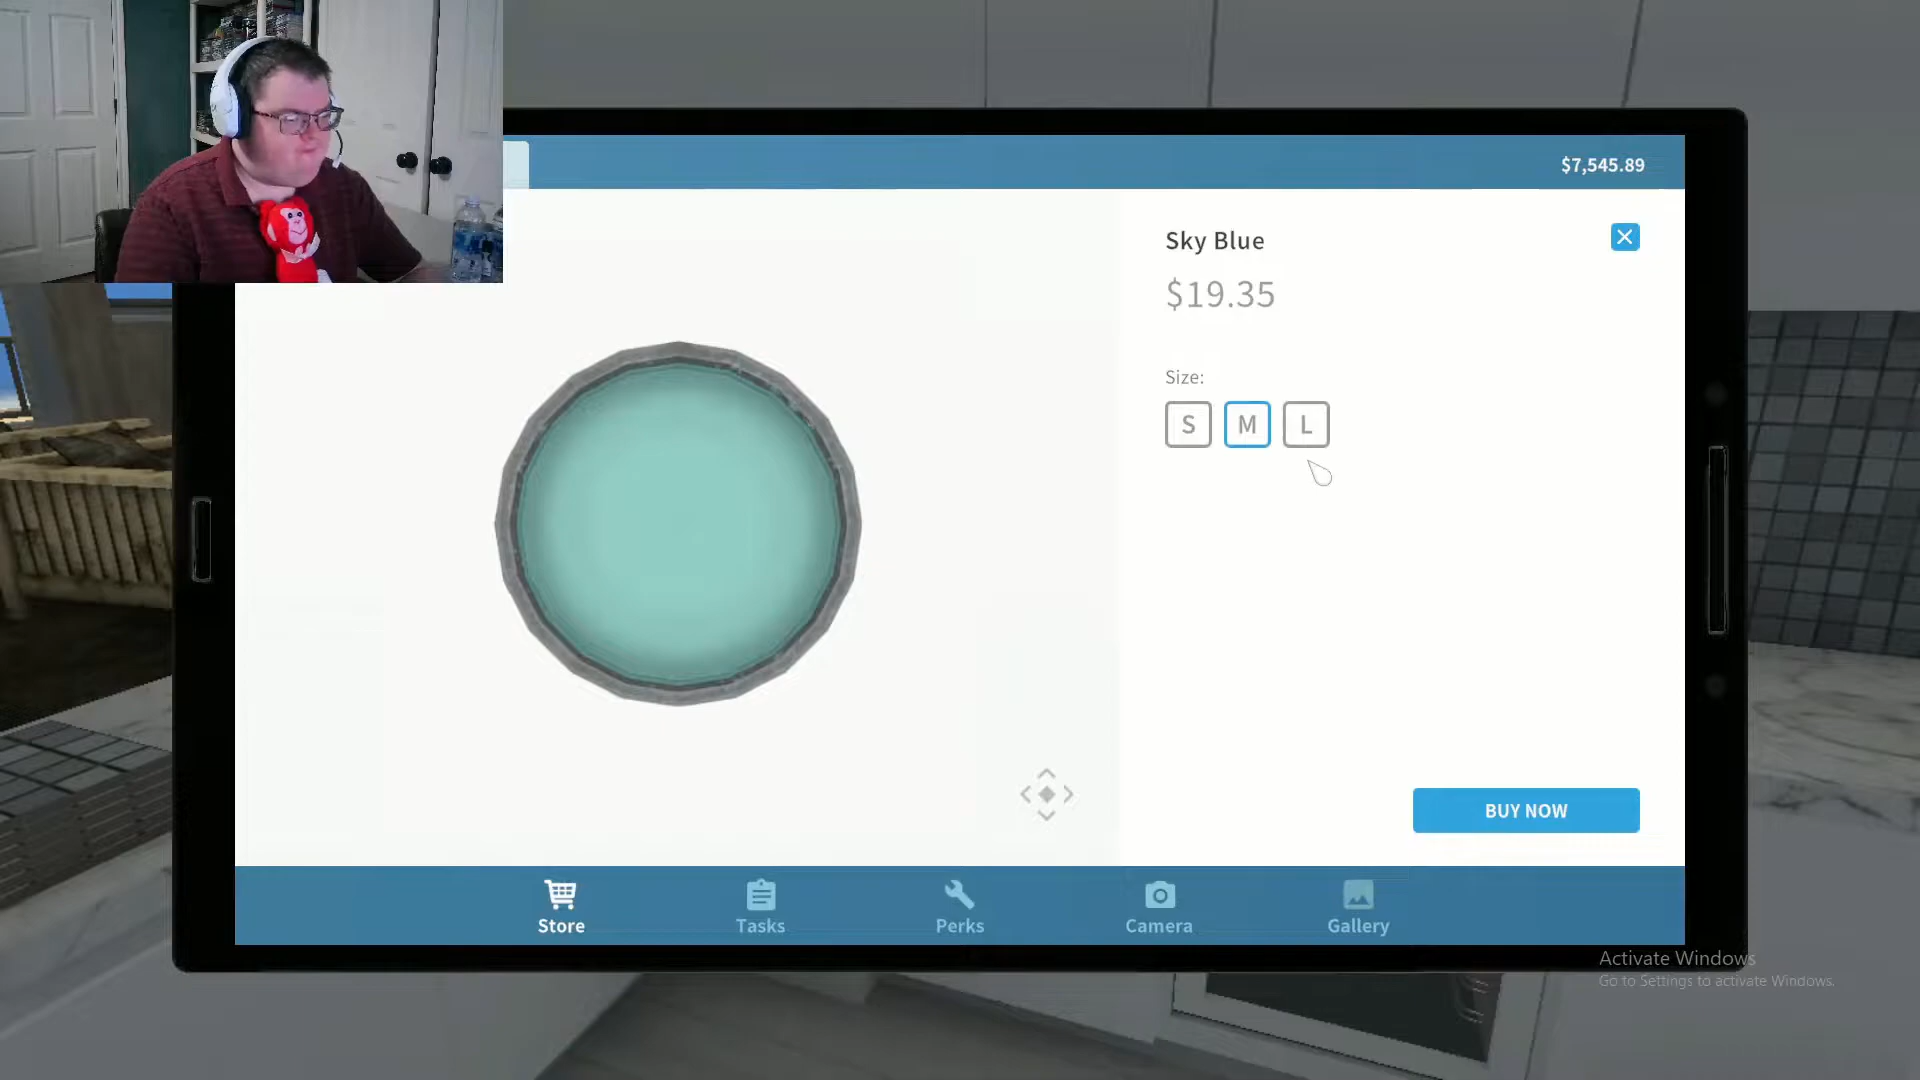 $7,545.89
Sky Blue
$19.35
Size:
S M L
BUY NOW
Store Tasks Perks Camera Gallery
Activate Windows
Go to Settings to activate Windows.